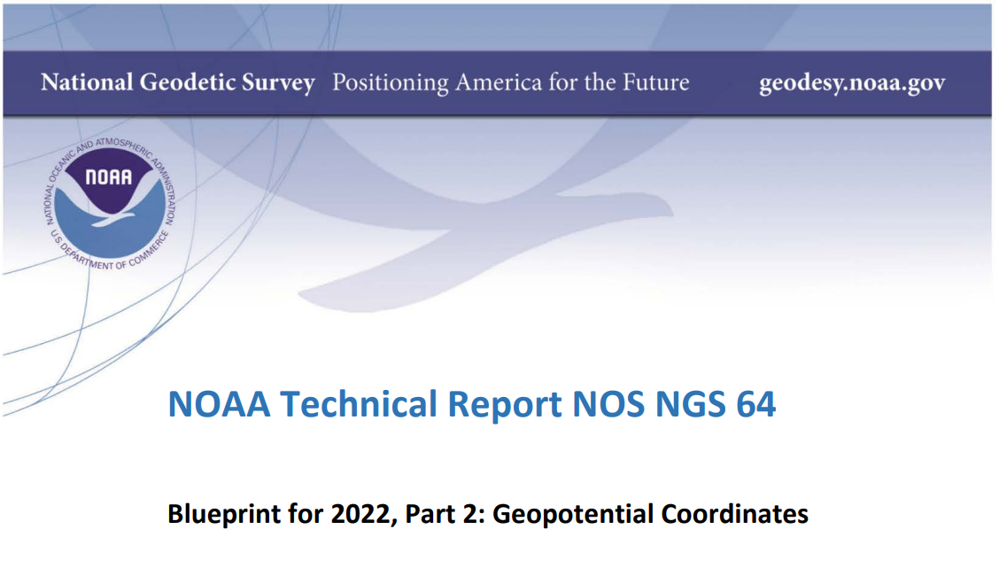 National Geodetic Survey Positioning America for the Future geodesy.noaa.gov
NATIONAL OCEANIC AND ATMOSPHERIC ADMINISTRATION
NOAA
U.S. DEPARTMENT OF COMMERCE
NOAA Technical Report NOS NGS 64
Blueprint for 2022, Part 2: Geopotential Coordinates